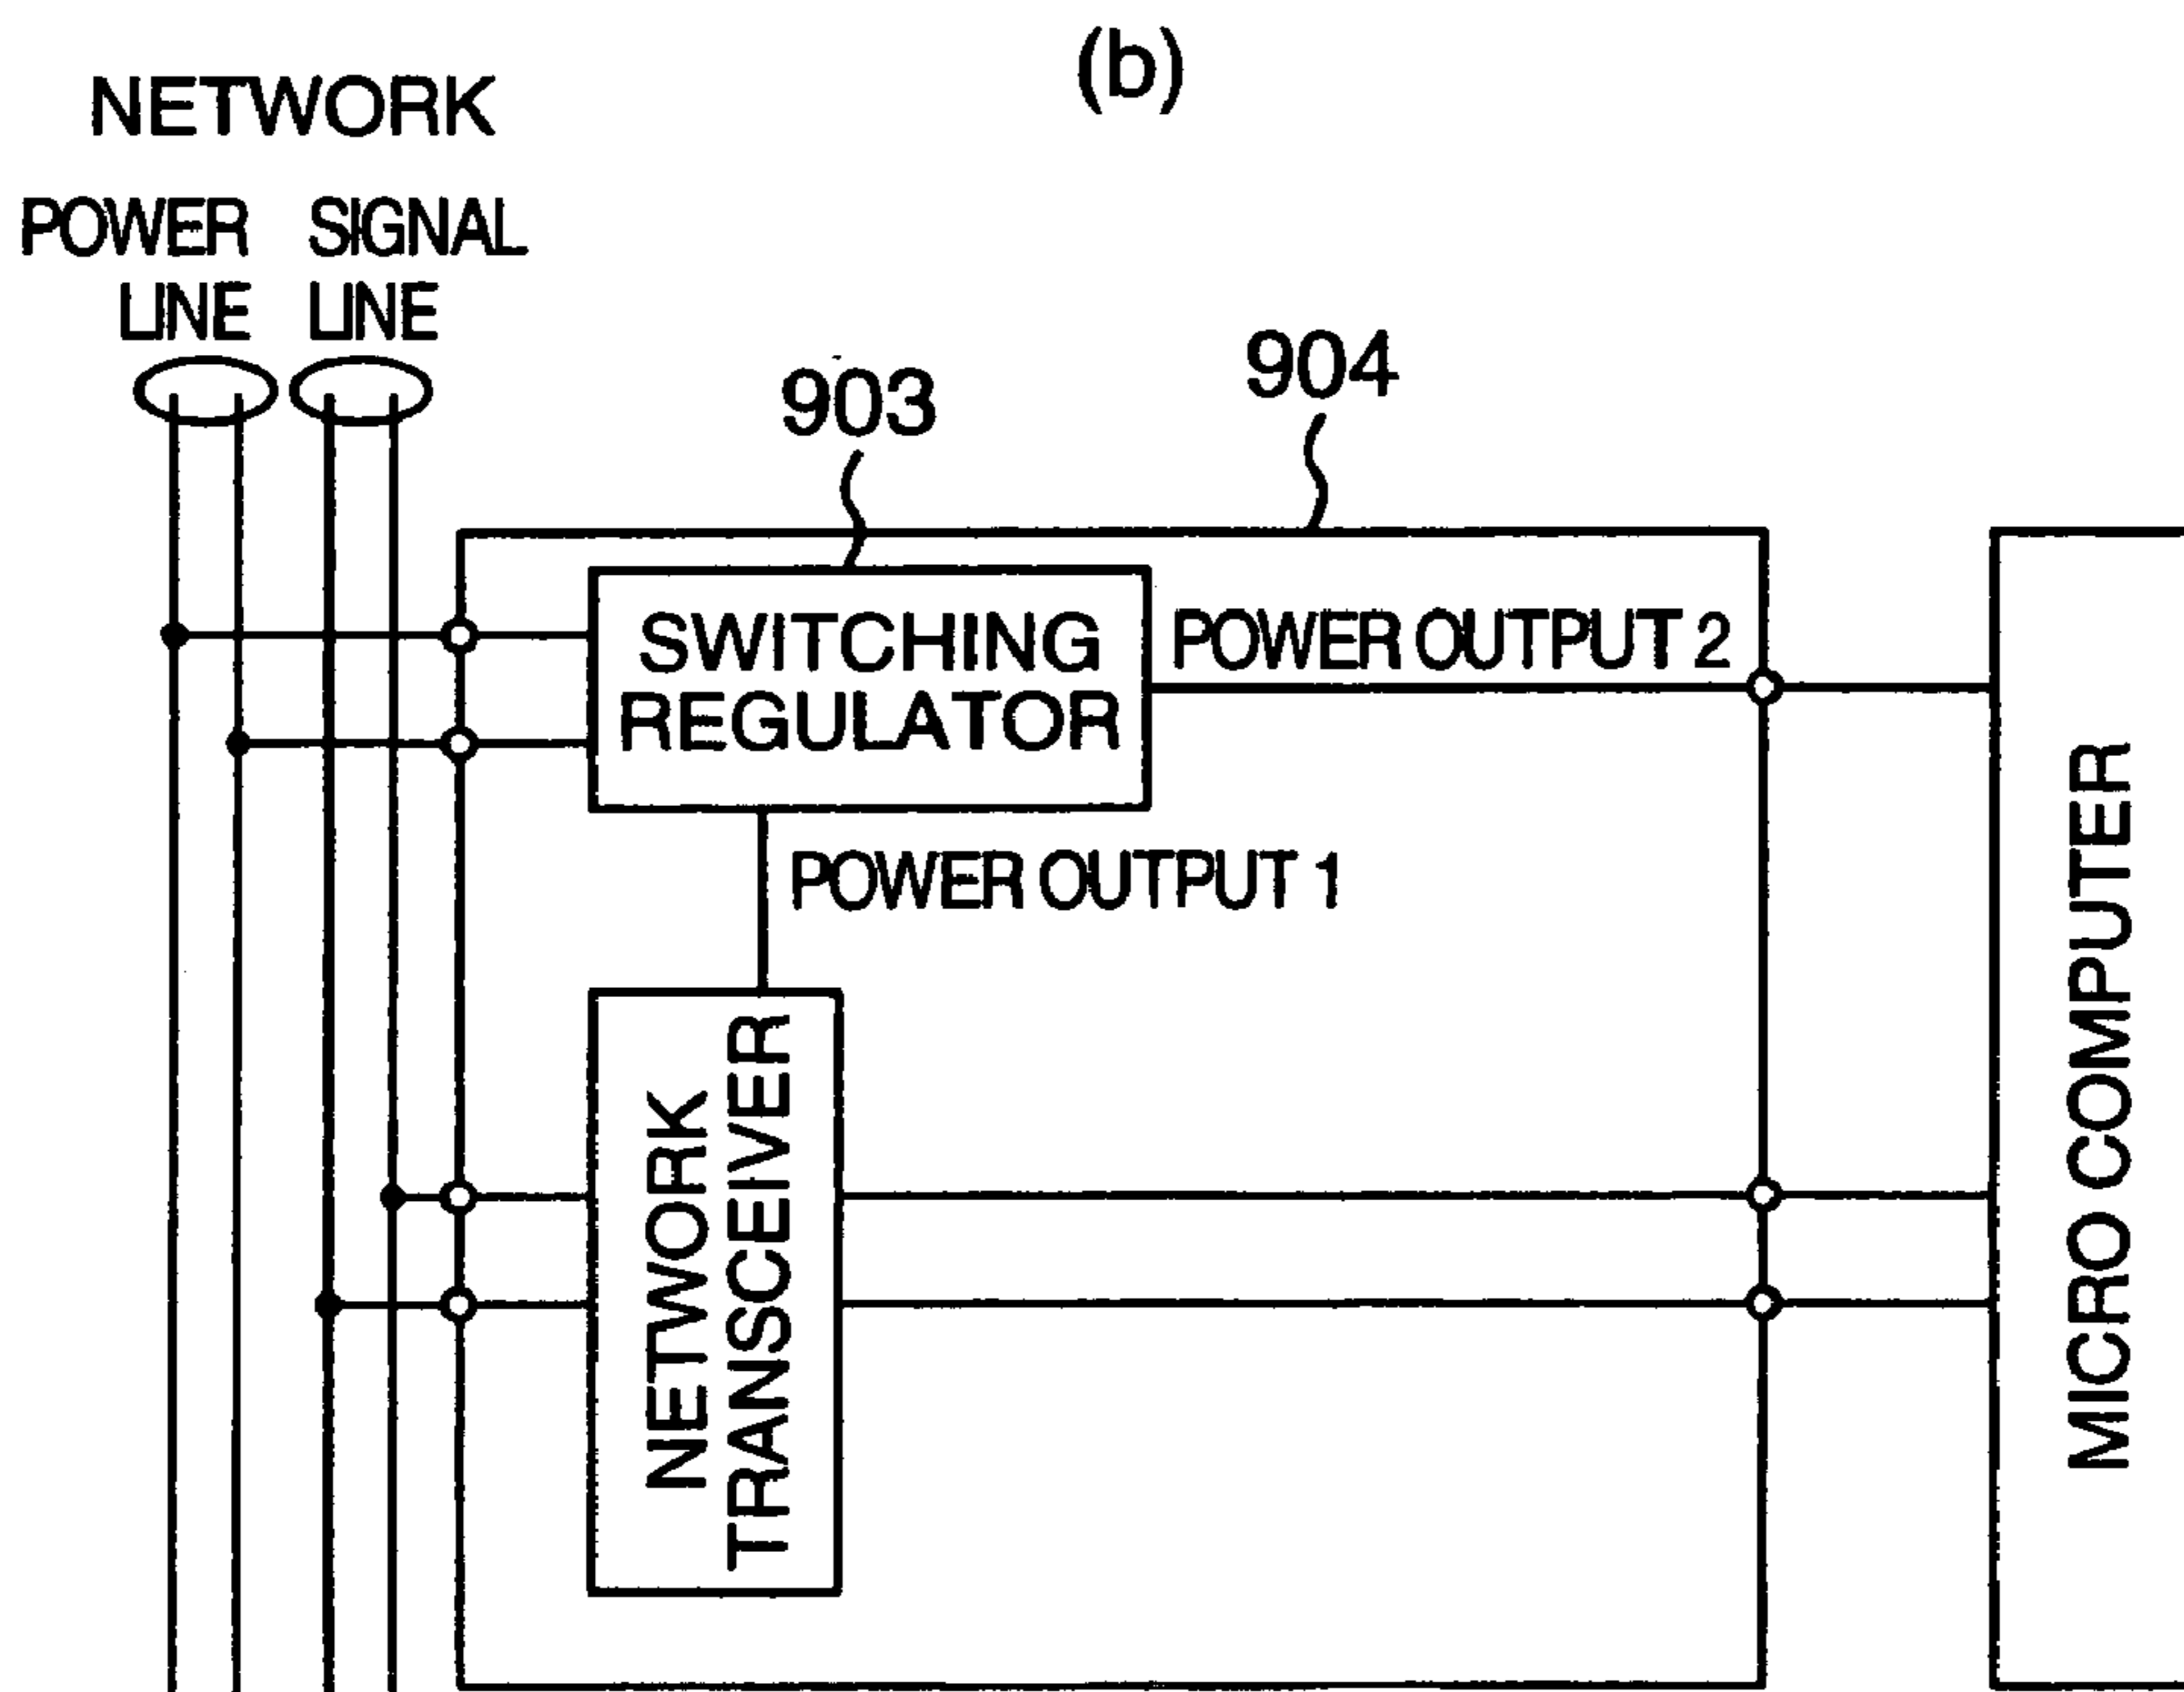 (b)
NETWORK
POWER LINE
SIGNAL LINE
903
904
SWITCHING
REGULATOR
POWER OUTPUT 2
POWER OUTPUT 1
NETWORK
TRANSCEIVER
MICRO COMPUTER